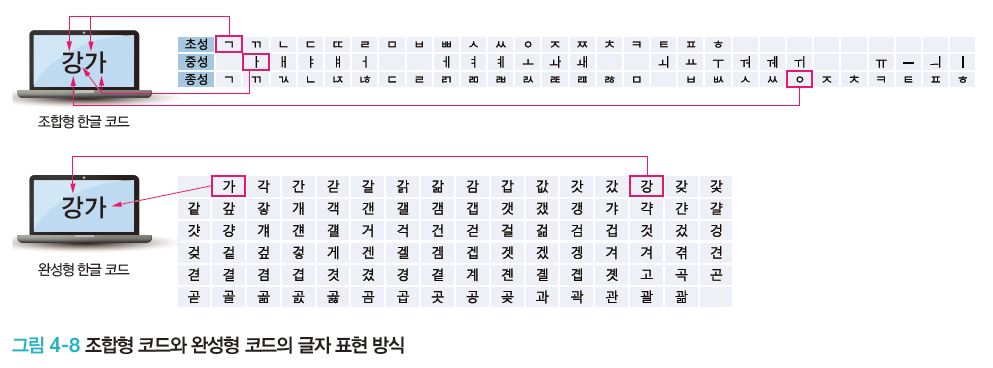 강가
조합형 한글 코드
초성 ㄱ ㄲ ㄴ ㄷ ㄸ ㄹ ㅁ ㅂ ㅃ ㅅ ㅆ ㅇ ㅈ ㅉ ㅊ ㅋ ㅌ ㅍ ㅎ
중성 ㅏ ㅐ ㅑ ㅒ ㅓ ㅔ ㅕ ㅖ ㅗ ㅘ ㅙ ㅚ ㅛ ㅜ ㅝ ㅞ ㅟ ㅠ ㅡ ㅢ ㅣ
종성 ㄱ ㄲ ㄳ ㄴ ㄵ ㄶ ㄷ ㄹ ㄺ ㄻ ㄼ ㄽ ㄾ ㄿ ㅀ ㅁ ㅂ ㅄ ㅅ ㅆ ㅇ ㅈ ㅊ ㅋ ㅌ ㅍ ㅎ
강가
완성형 한글 코드
가 각 간 갇 갈 갉 갊 감 갑 값 갓 갔 강 갖 갗
같 갚 갛 개 객 갠 갤 갬 갭 갯 갰 갱 갸 갹 갼 걀
걋 걍 걔 걘 걜 거 걱 건 걷 걸 걺 검 겁 것 겄 겅
겆 겉 겊 겋 게 겐 겔 겜 겝 겟 겠 겡 겨 격 겪 견
겯 결 겸 겹 겻 겼 경 곁 계 곈 곌 곕 곗 고 곡 곤
곧 골 곪 곬 곯 곰 곱 곳 공 곶 과 곽 관 괄 괆
그림 4-8 조합형 코드와 완성형 코드의 글자 표현 방식